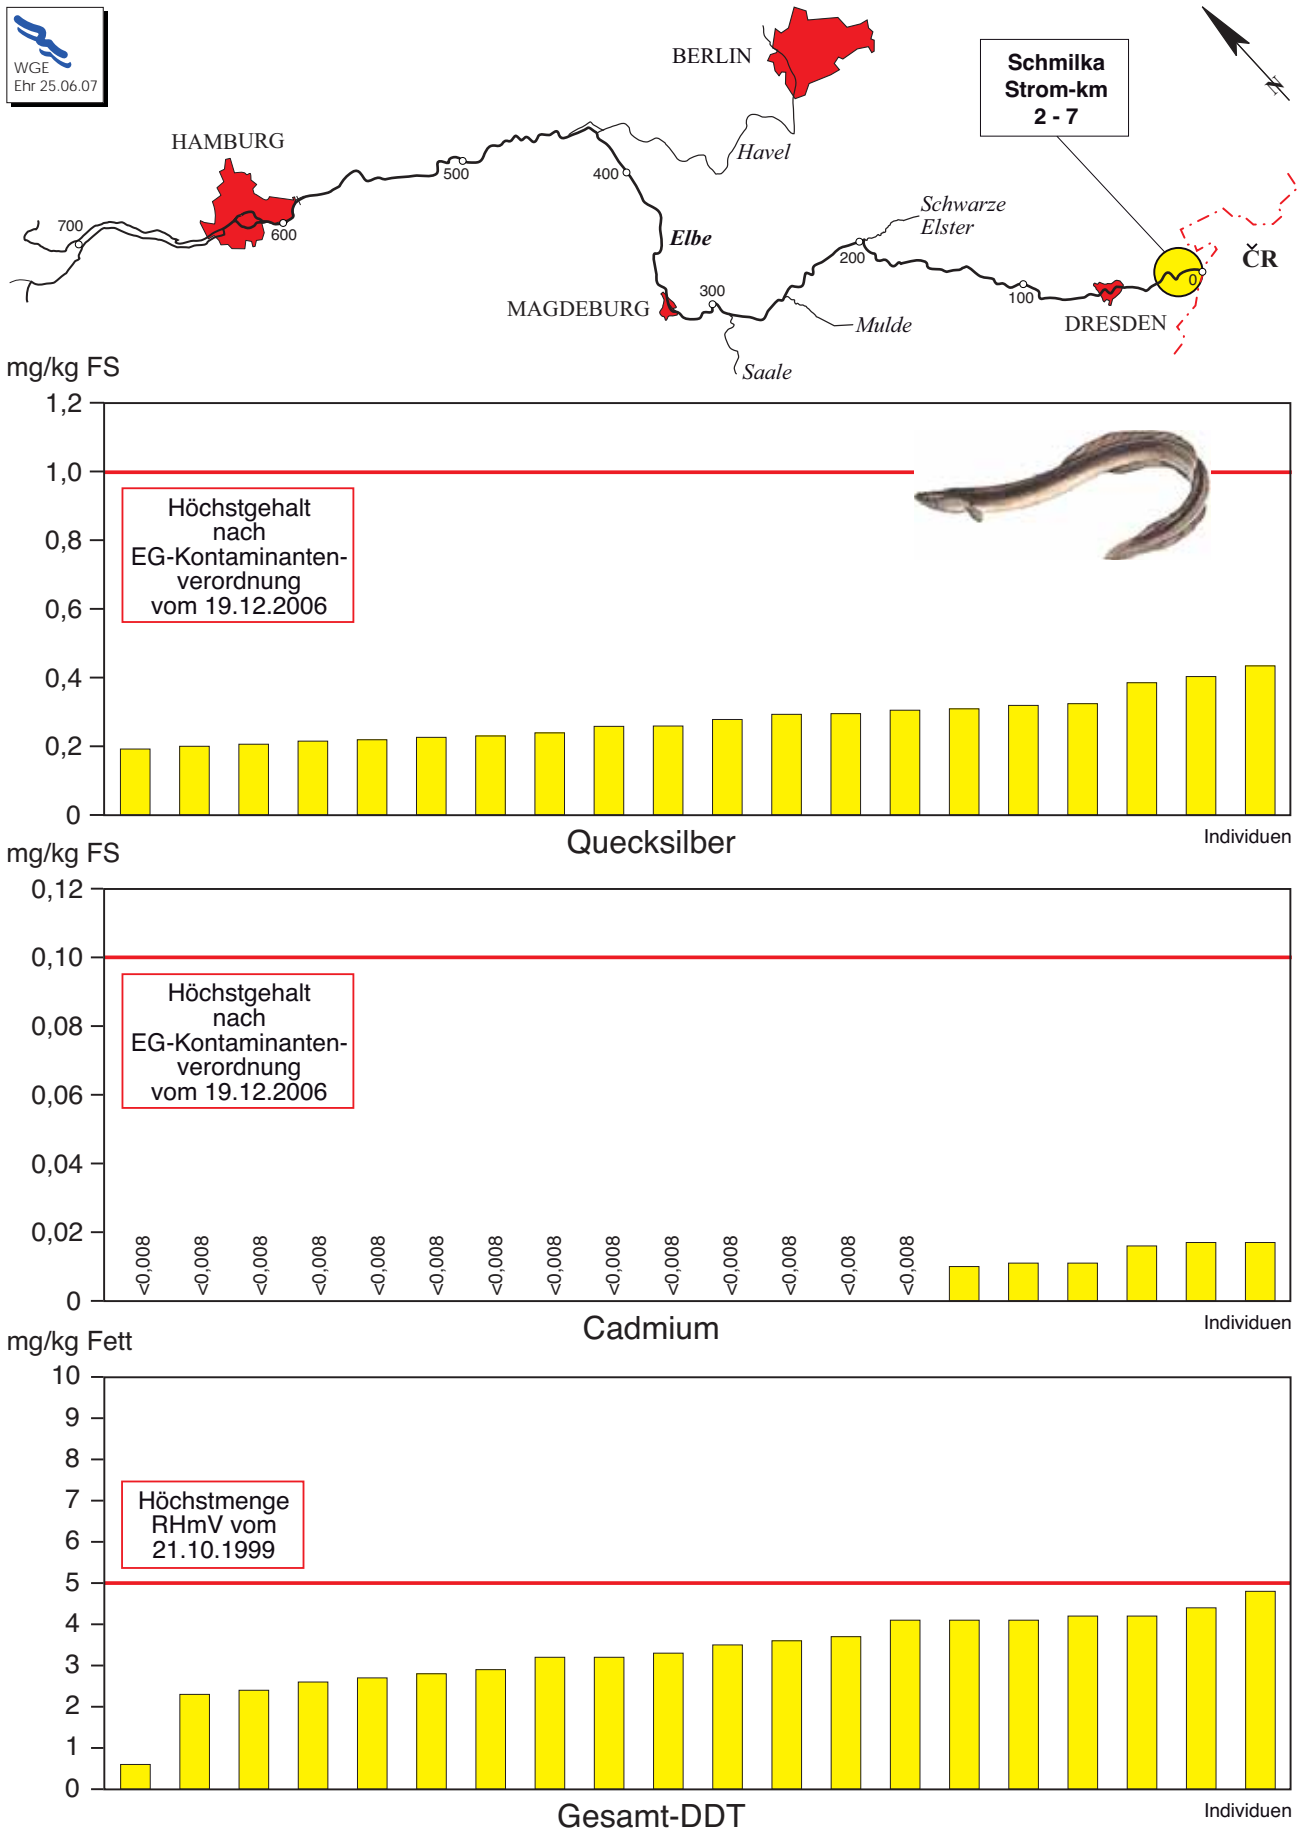 WGE
Ehr 25.06.07
BERLIN
Schmilka
Strom-km
2 - 7
N
HAMBURG
Havel
500
400
Schwarze
Elster
700
600
Elbe
200
ČR
0
MAGDEBURG
300
100
Mulde
DRESDEN
Saale
mg/kg FS
1,2
1,0
Höchstgehalt
nach
EG-Kontaminanten-
verordnung
vom 19.12.2006
0,8
0,6
0,4
0,2
0
Quecksilber
Individuen
mg/kg FS
0,12
0,10
Höchstgehalt
nach
EG-Kontaminanten-
verordnung
vom 19.12.2006
0,08
0,06
0,04
0,02
0
<0,008
<0,008
<0,008
<0,008
<0,008
<0,008
<0,008
<0,008
<0,008
<0,008
<0,008
<0,008
<0,008
<0,008
Cadmium
Individuen
mg/kg Fett
10
9
8
7
6
Höchstmenge
RHmV vom
21.10.1999
5
4
3
2
1
0
Gesamt-DDT
Individuen